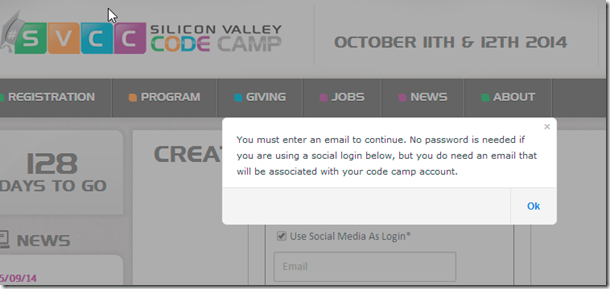 SVCC SILICON VALLEY
CODE CAMP
OCTOBER 11TH & 12TH 2014
REGISTRATION PROGRAM GIVING JOBS NEWS ABOUT
You must enter an email to continue. No password is needed if
you are using a social login below, but you do need an email that
will be associated with your code camp account.
Ok
128
DAYS TO GO
NEWS
5/09/14
CREAT
Use Social Media As Login*
Email